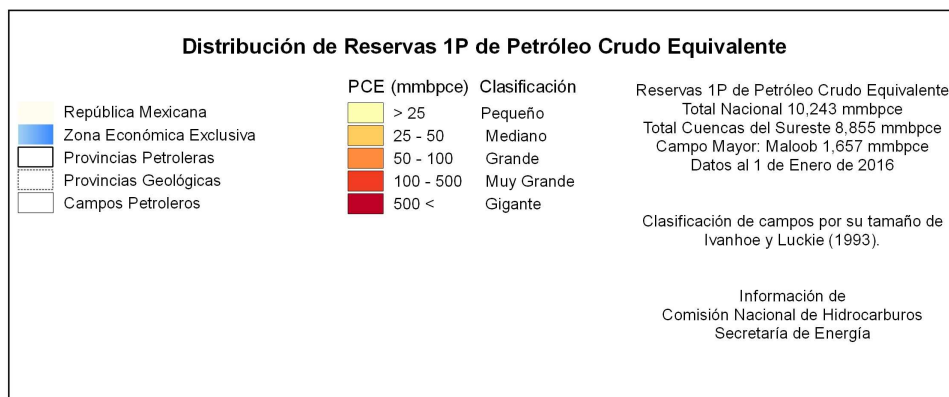 Distribución de Reservas 1P de Petróleo Crudo Equivalente
República Mexicana
Zona Económica Exclusiva
Provincias Petroleras
Provincias Geológicas
Campos Petroleros
PCE (mmbpce) Clasificación
> 25 Pequeño
25 - 50 Mediano
50 - 100 Grande
100 - 500 Muy Grande
500 < Gigante
Reservas 1P de Petróleo Crudo Equivalente
Total Nacional 10,243 mmbpce
Total Cuencas del Sureste 8,855 mmbpce
Campo Mayor: Maloob 1,657 mmbpce
Datos al 1 de Enero de 2016
Clasificación de campos por su tamaño de
Ivanhoe y Luckie (1993).
Información de
Comisión Nacional de Hidrocarburos
Secretaría de Energía